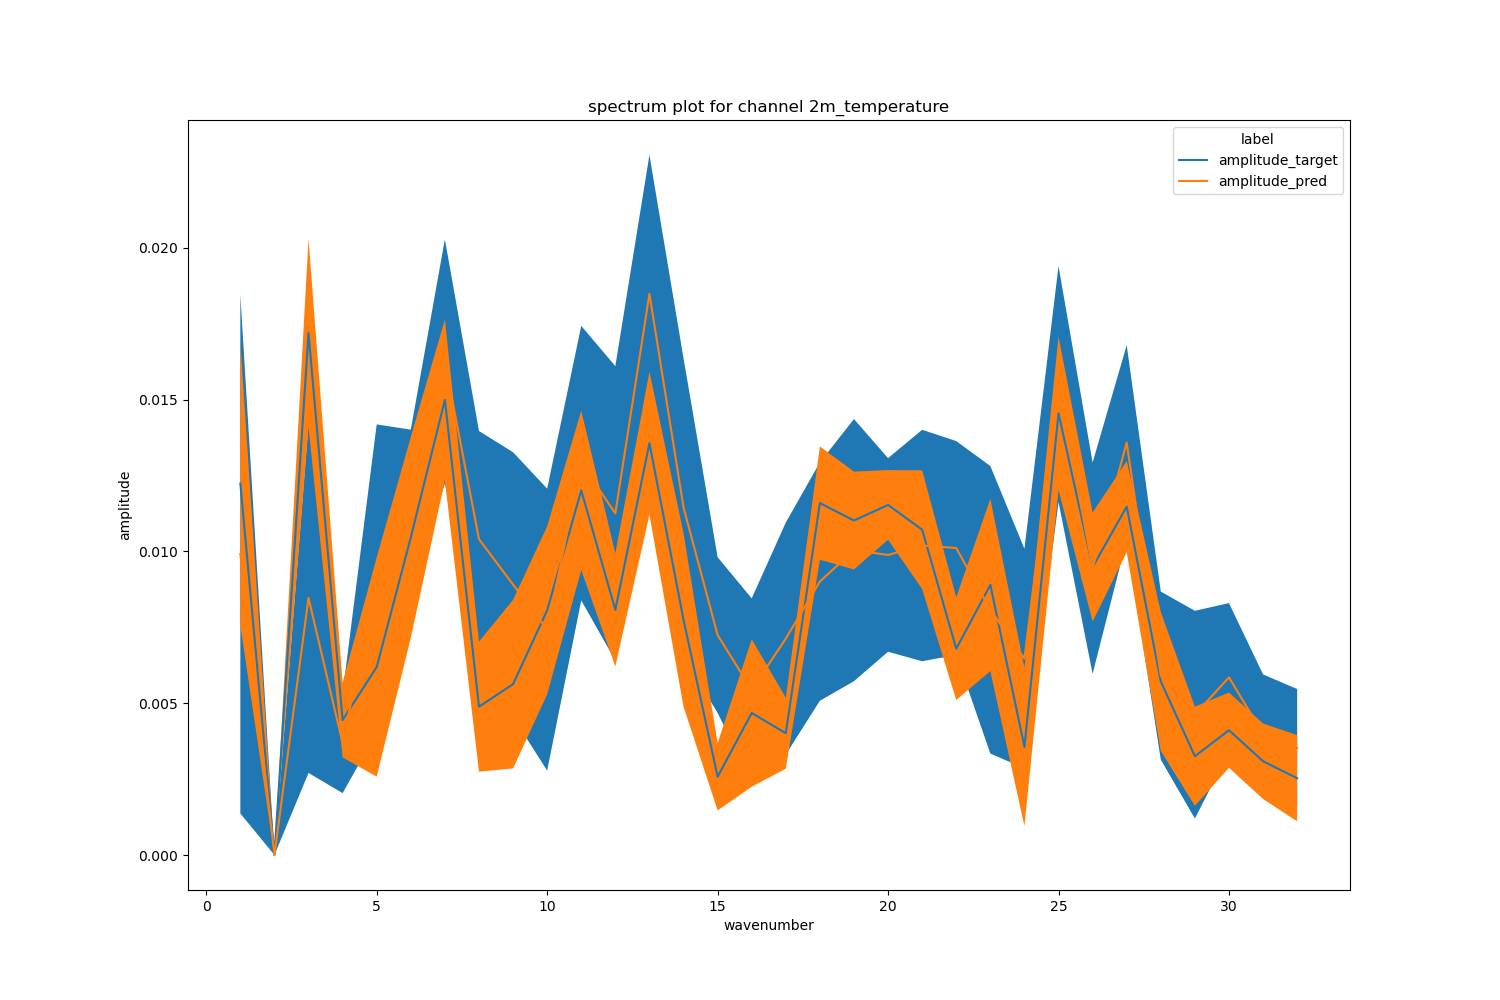 spectrum plot for channel 2m_temperature
label
amplitude_target
amplitude_pred
0.020
0.015
0.010
0.005
0.000
amplitude
0 5 10 15 20 25 30
wavenumber